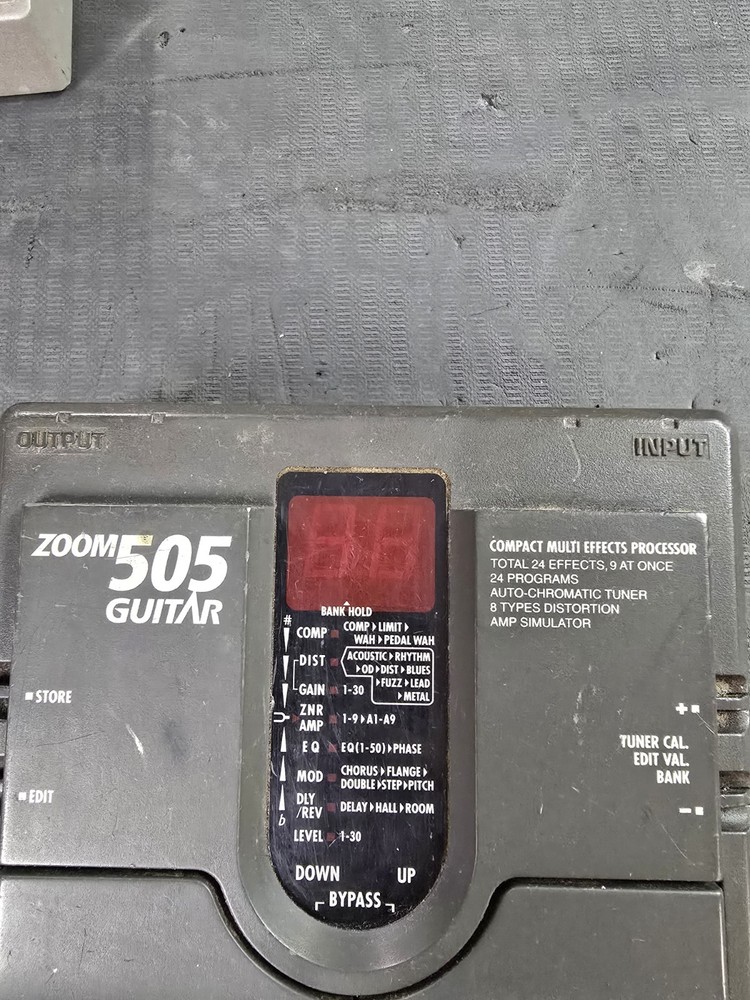 OUTPUT
INPUT
ZOOM 505
GUITAR
COMPACT MULTI EFFECTS PROCESSOR
TOTAL 24 EFFECTS, 9 AT ONCE
24 PROGRAMS
AUTO-CHROMATIC TUNER
8 TYPES DISTORTION
AMP SIMULATOR
BANK HOLD
#
COMP COMP▸LIMIT▸
WAH▸PEDAL WAH
DIST ACOUSTIC▸RHYTHM
▸OD▸DIST▸BLUES
▸FUZZ▸LEAD
▸METAL
GAIN 1-30
ZNR
AMP 1-9▸A1-A9
EQ EQ(1-50)▸PHASE
MOD CHORUS▸FLANGE▸
DOUBLE▸STEP▸PITCH
DLY
/REV DELAY▸HALL▸ROOM
b
LEVEL 1-30
DOWN UP
BYPASS
STORE
EDIT
+
TUNER CAL.
EDIT VAL.
BANK
−